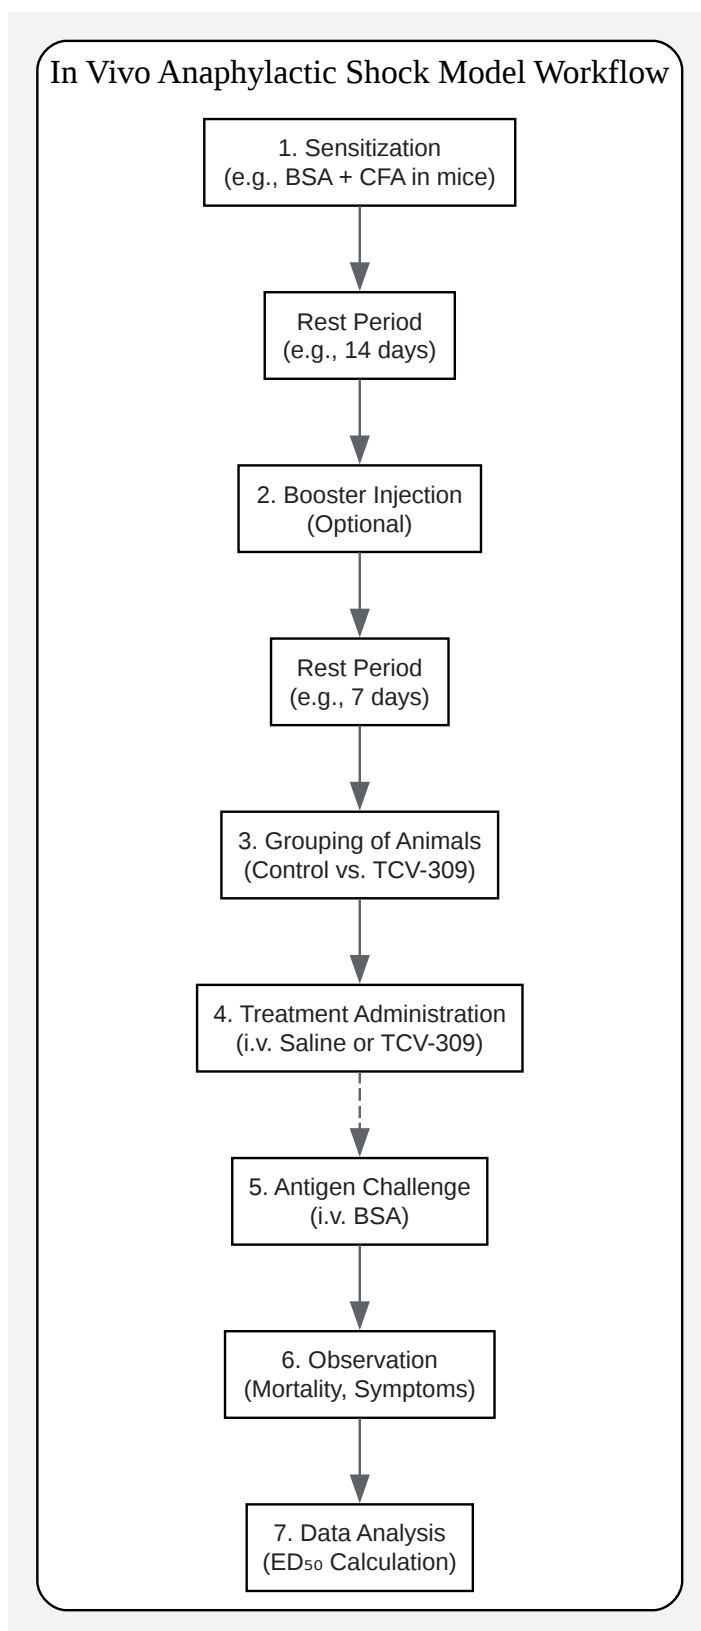 In Vivo Anaphylactic Shock Model Workflow
1. Sensitization
(e.g., BSA + CFA in mice)
Rest Period
(e.g., 14 days)
2. Booster Injection
(Optional)
Rest Period
(e.g., 7 days)
3. Grouping of Animals
(Control vs. TCV-309)
4. Treatment Administration
(i.v. Saline or TCV-309)
5. Antigen Challenge
(i.v. BSA)
6. Observation
(Mortality, Symptoms)
7. Data Analysis
(ED₅₀ Calculation)